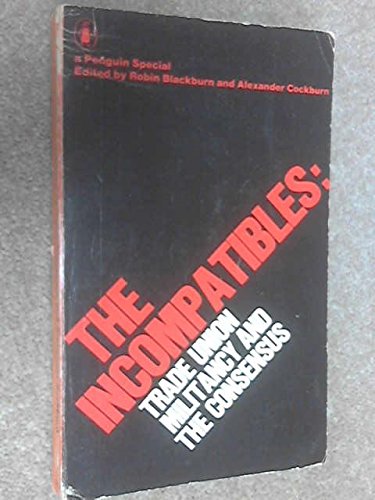 a Penguin Special
Edited by Robin Blackburn and Alexander Cockburn
THE
INCOMPATIBLES:
TRADE UNION
MILITANCY AND
THE CONSENSUS